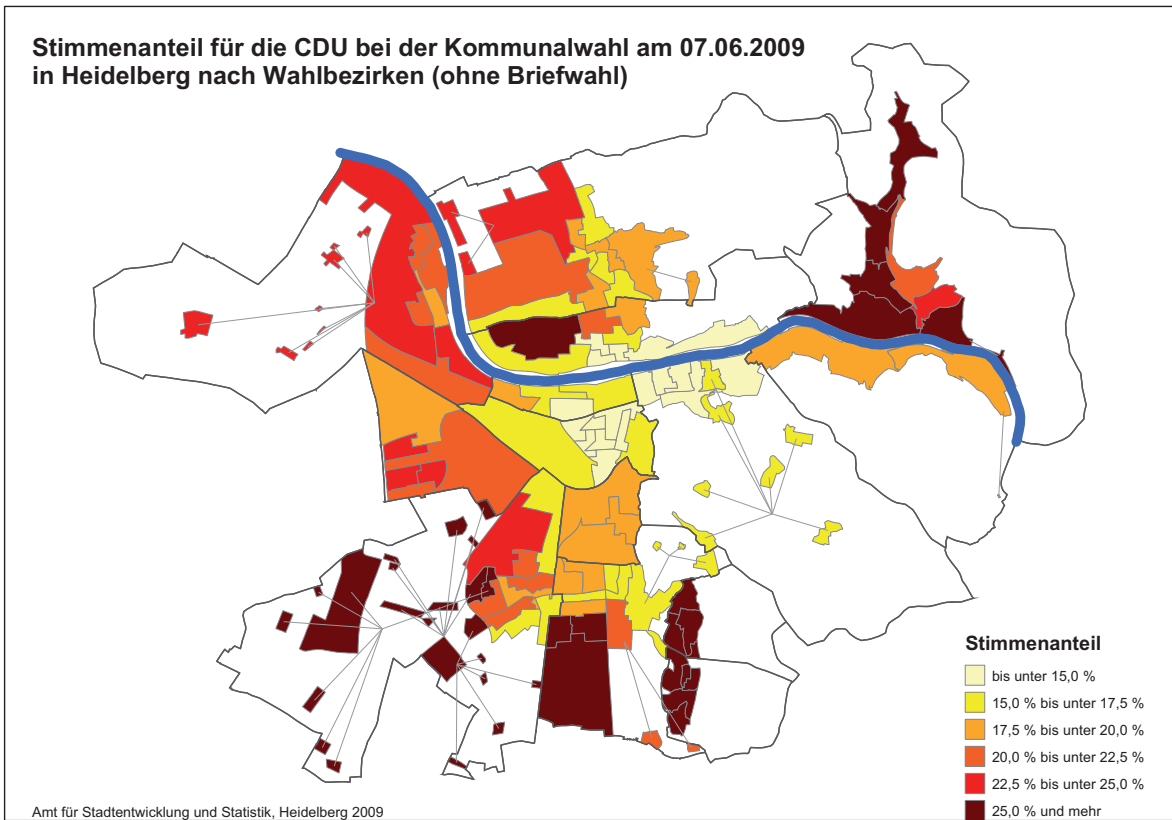 Stimmenanteil für die CDU bei der Kommunalwahl am 07.06.2009
in Heidelberg nach Wahlbezirken (ohne Briefwahl)
Stimmenanteil
bis unter 15,0 %
15,0 % bis unter 17,5 %
17,5 % bis unter 20,0 %
20,0 % bis unter 22,5 %
22,5 % bis unter 25,0 %
25,0 % und mehr
Amt für Stadtentwicklung und Statistik, Heidelberg 2009